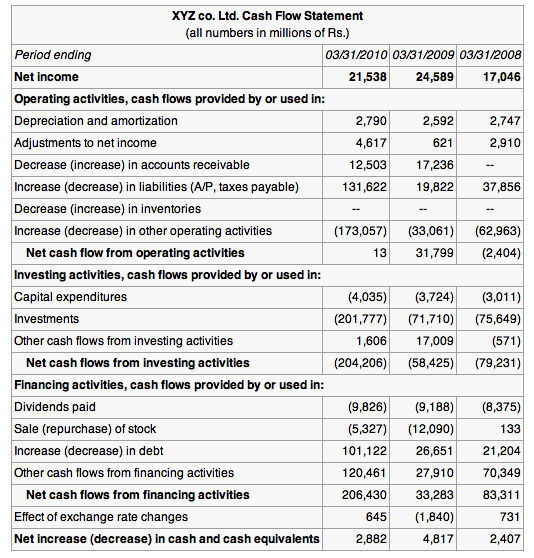 XYZ co. Ltd. Cash Flow Statement
(all numbers in millions of Rs.)
Period ending 03/31/2010 03/31/2009 03/31/2008
Net income 21,538 24,589 17,046
Operating activities, cash flows provided by or used in:
Depreciation and amortization 2,790 2,592 2,747
Adjustments to net income 4,617 621 2,910
Decrease (increase) in accounts receivable 12,503 17,236 --
Increase (decrease) in liabilities (A/P, taxes payable) 131,622 19,822 37,856
Decrease (increase) in inventories -- -- --
Increase (decrease) in other operating activities (173,057) (33,061) (62,963)
Net cash flow from operating activities 13 31,799 (2,404)
Investing activities, cash flows provided by or used in:
Capital expenditures (4,035) (3,724) (3,011)
Investments (201,777) (71,710) (75,649)
Other cash flows from investing activities 1,606 17,009 (571)
Net cash flows from investing activities (204,206) (58,425) (79,231)
Financing activities, cash flows provided by or used in:
Dividends paid (9,826) (9,188) (8,375)
Sale (repurchase) of stock (5,327) (12,090) 133
Increase (decrease) in debt 101,122 26,651 21,204
Other cash flows from financing activities 120,461 27,910 70,349
Net cash flows from financing activities 206,430 33,283 83,311
Effect of exchange rate changes 645 (1,840) 731
Net increase (decrease) in cash and cash equivalents 2,882 4,817 2,407